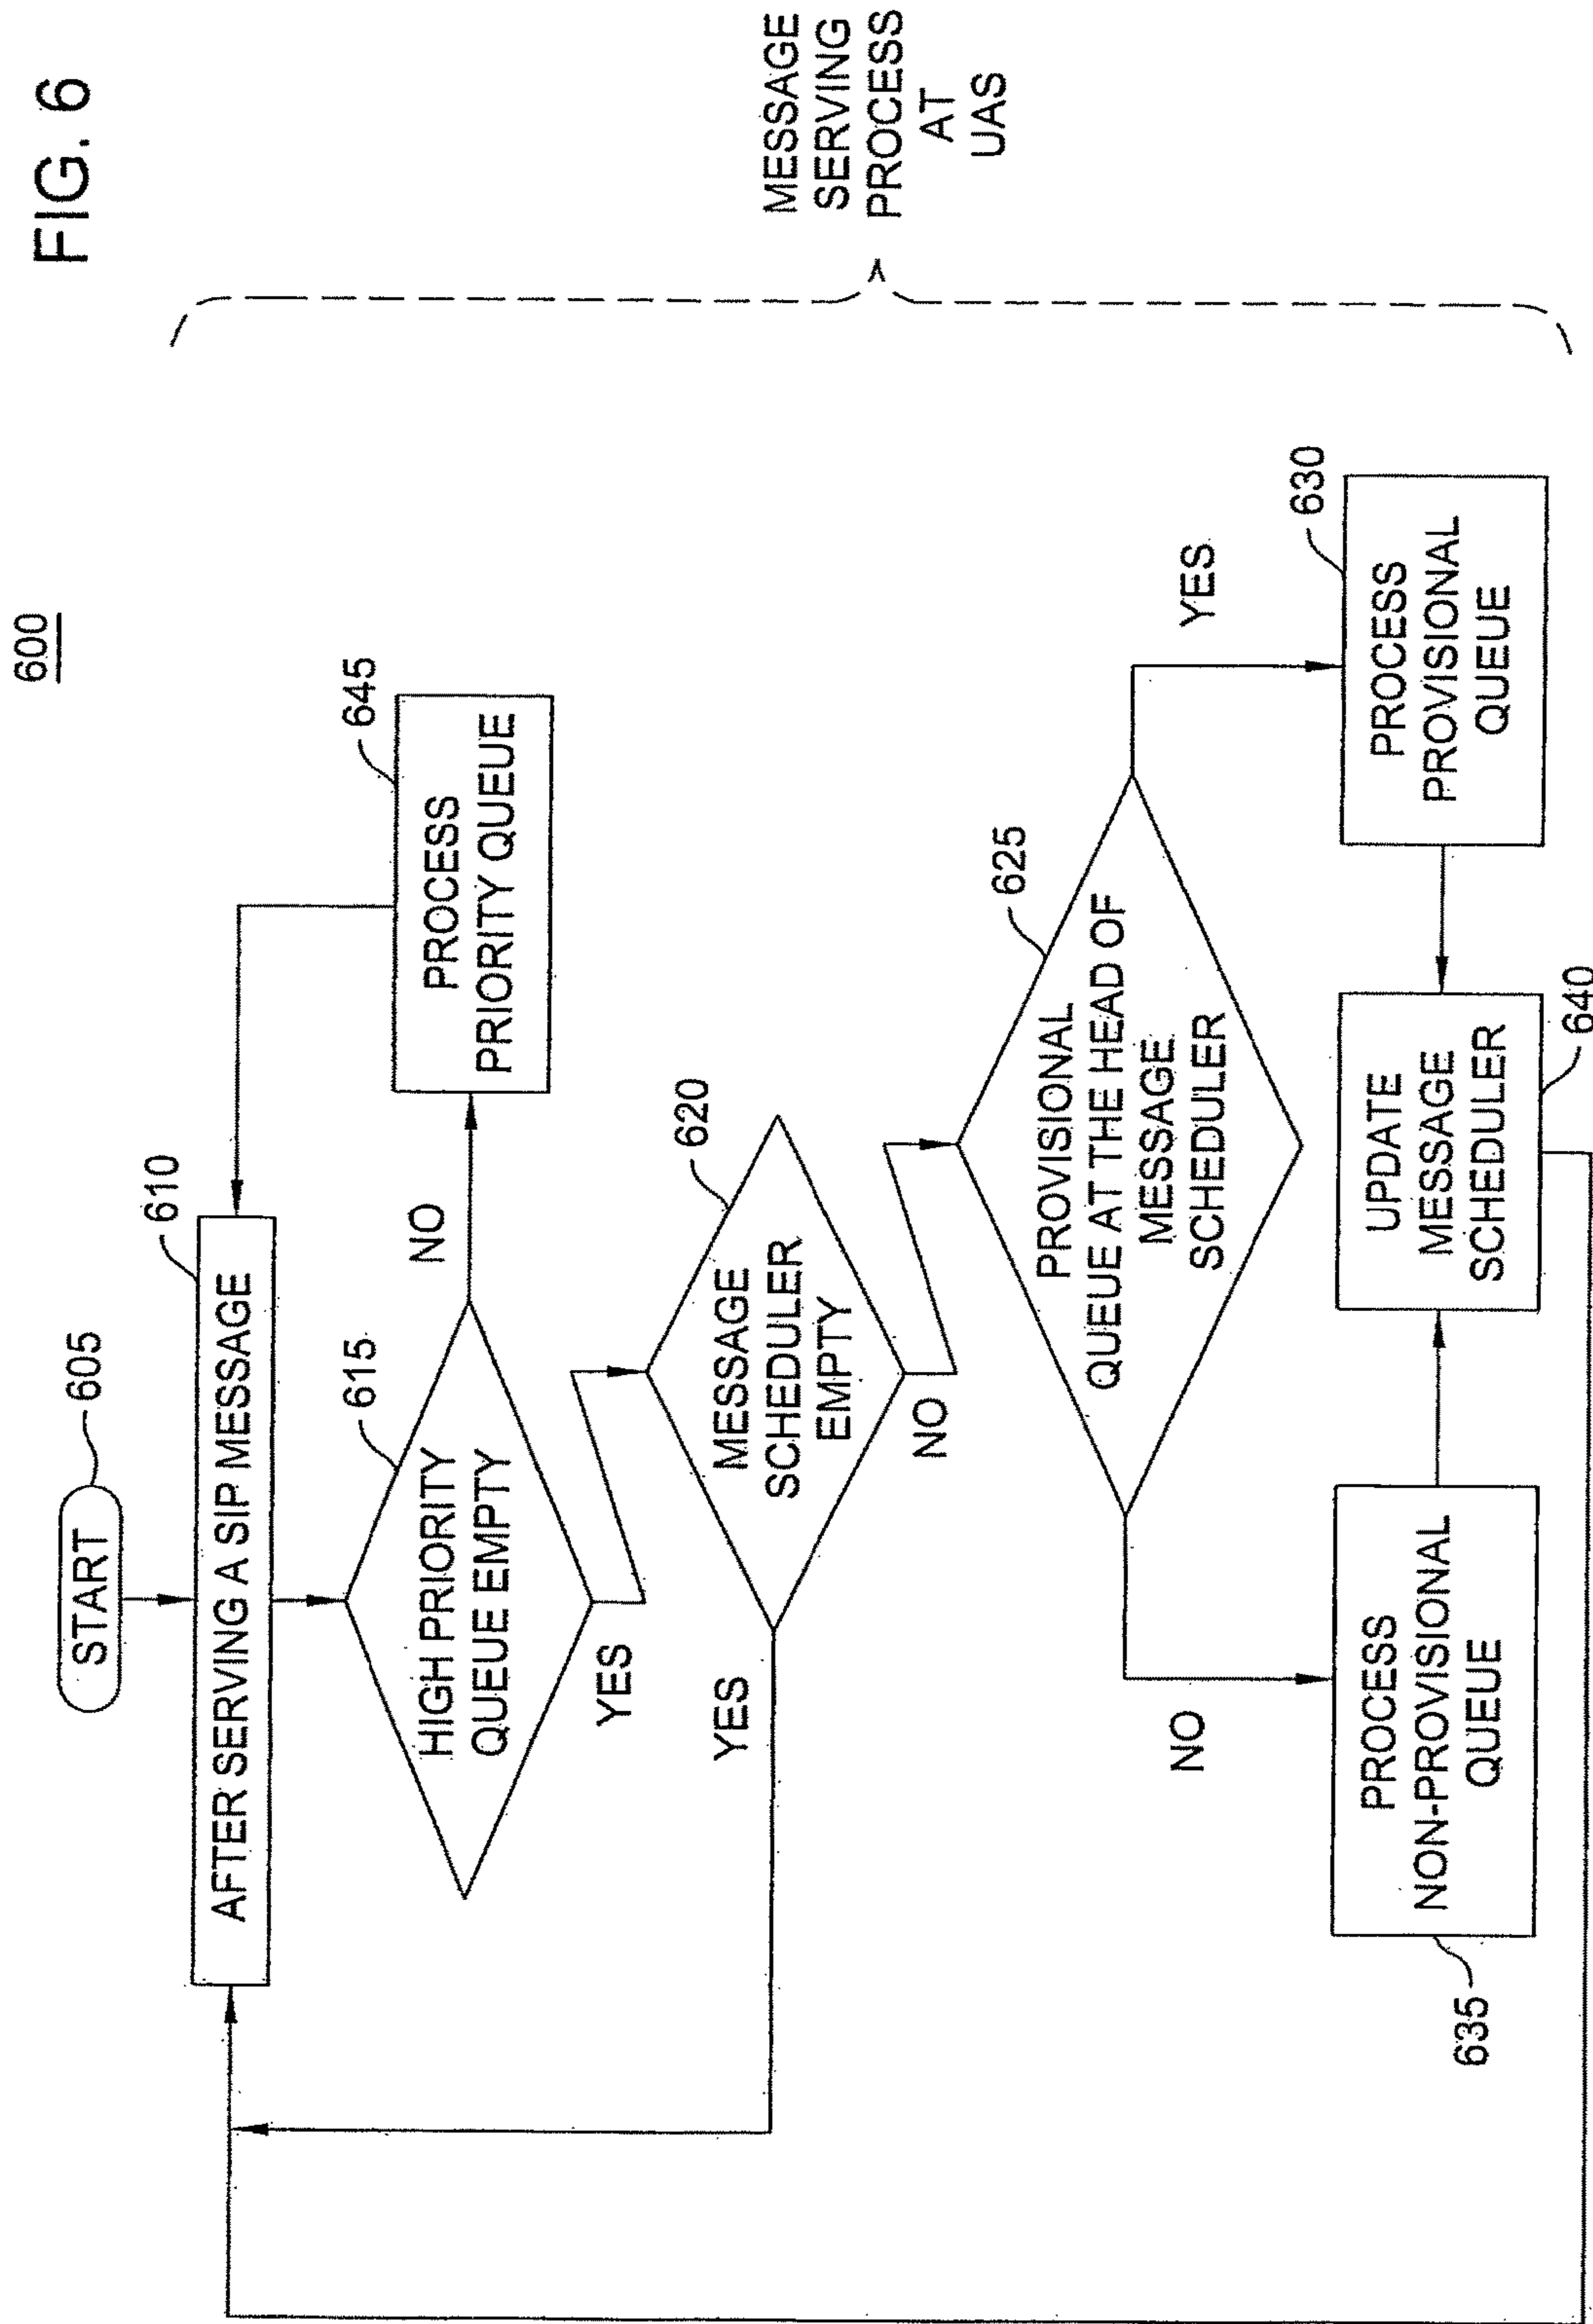 FIG. 6
600
START
605
AFTER SERVING A SIP MESSAGE
610
HIGH PRIORITY
QUEUE EMPTY
615
NO
PROCESS
PRIORITY QUEUE
645
YES
MESSAGE
SCHEDULER
EMPTY
620
YES
NO
PROVISIONAL
QUEUE AT THE HEAD OF
MESSAGE
SCHEDULER
625
NO
YES
PROCESS
NON-PROVISIONAL
QUEUE
635
UPDATE
MESSAGE
SCHEDULER
640
PROCESS
PROVISIONAL
QUEUE
630
MESSAGE
SERVING
PROCESS
AT
UAS